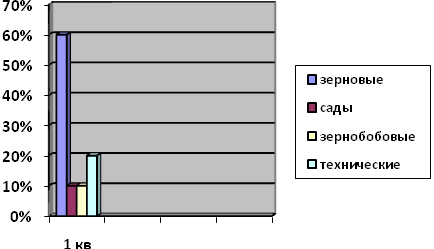 70%
60%
50%
40%
30%
20%
10%
0%
1 кв
зерновые
сады
зернобобовые
технические